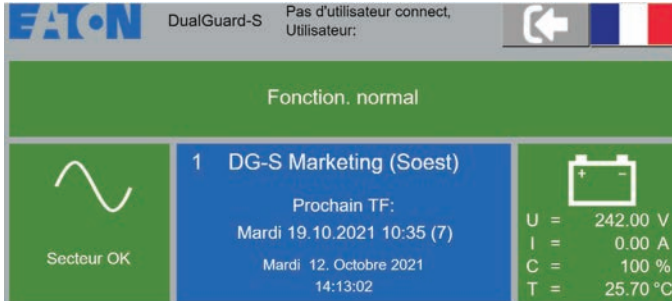 EATON
DualGuard-S
Pas d'utilisateur connect,
Utilisateur:
Fonction. normal
Secteur OK
1 DG-S Marketing (Soest)
Prochain TF:
Mardi 19.10.2021 10:35 (7)
Mardi 12. Octobre 2021
14:13:02
+ -
U = 242.00 V
I = 0.00 A
C = 100 %
T = 25.70 °C